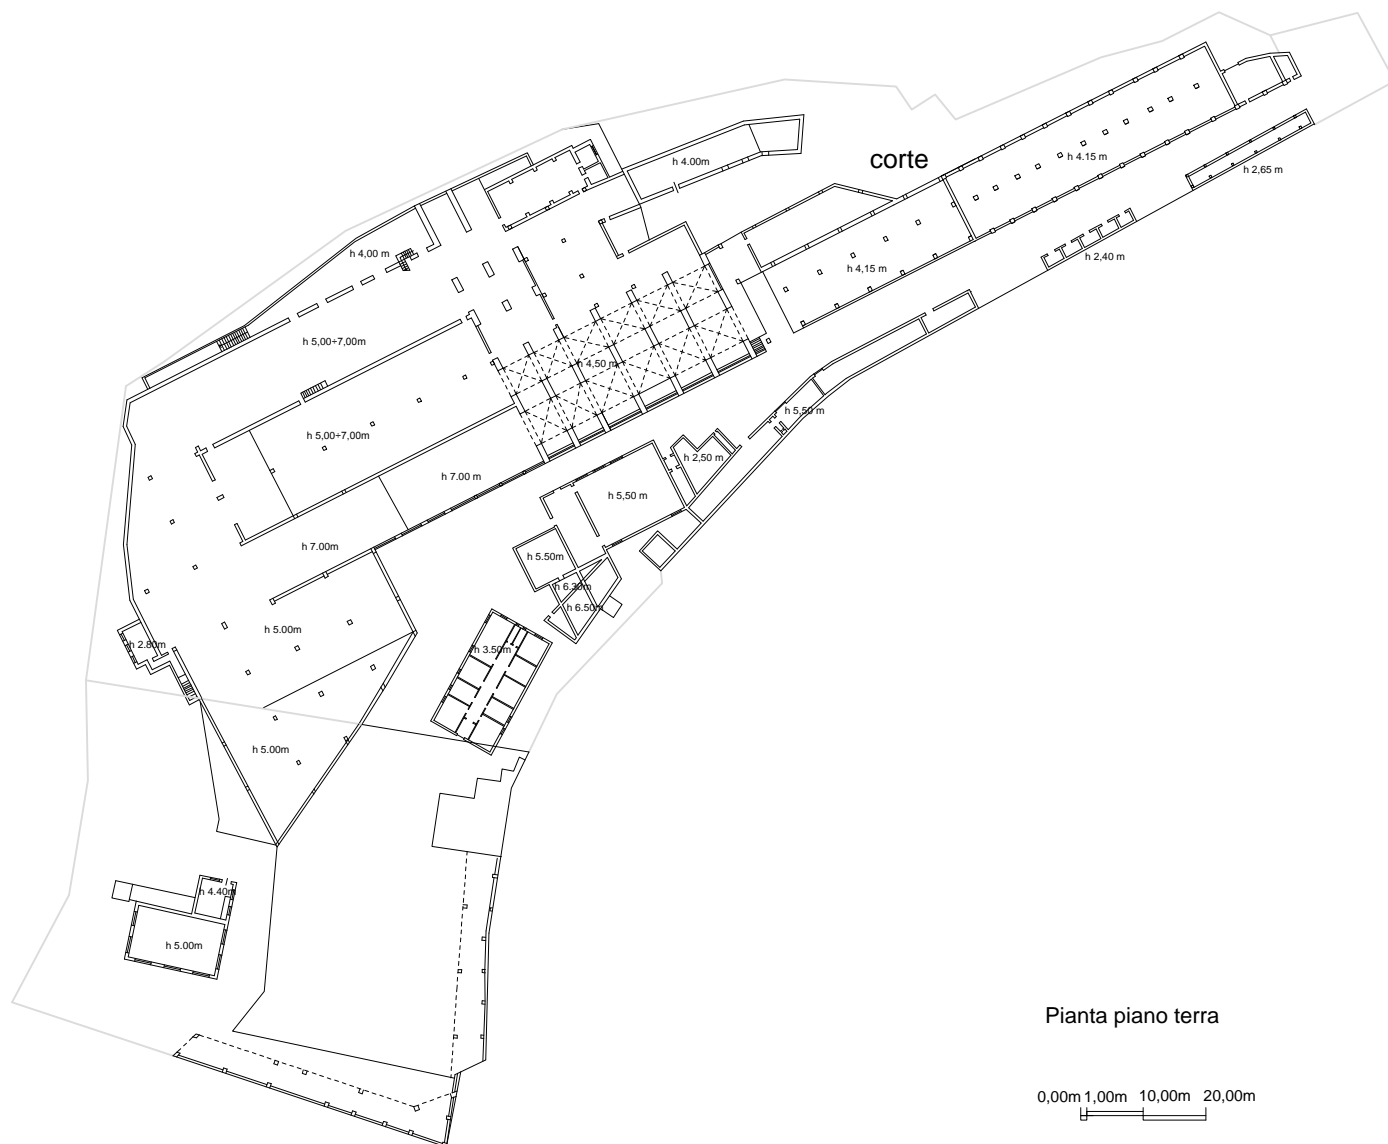 corte
h 4.15 m
h 4.00m
h 2,65 m
h 4,00 m
h 2,40 m
h 4,15 m
h 5,00÷7,00m
h 4,50 m
h 5,50 m
h 5,00÷7,00m
h 2,50 m
h 7.00 m
h 5,50 m
h 7.00m
h 5.50m
h 6.30m
h 6.50m
h 5.00m
h 2.80m
h 3.50m
h 5.00m
h 4.40m
h 5.00m
Pianta piano terra
0,00m 1,00m 10,00m 20,00m